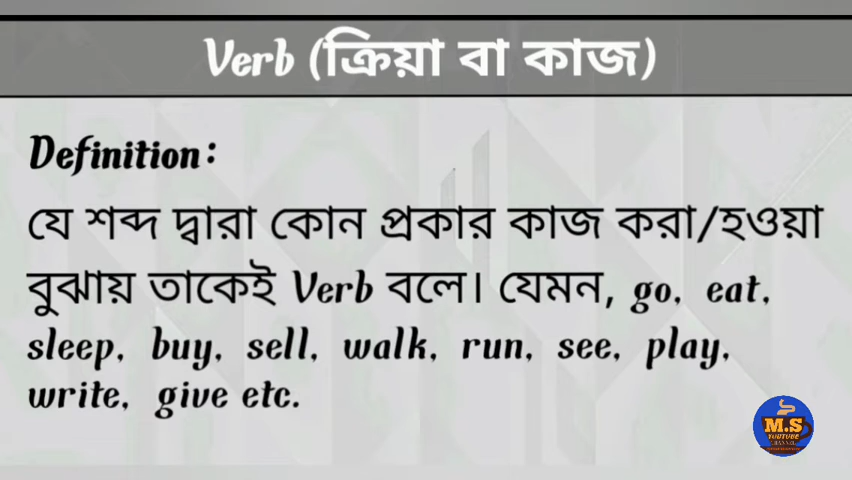 Verb (ক্রিয়া বা কাজ)
Definition:
যে শব্দ দ্বারা কোন প্রকার কাজ করা/হওয়া
বুঝায় তাকেই Verb বলে। যেমন, go, eat,
sleep, buy, sell, walk, run, see, play,
write, give etc.
M.S
YOUTUBE